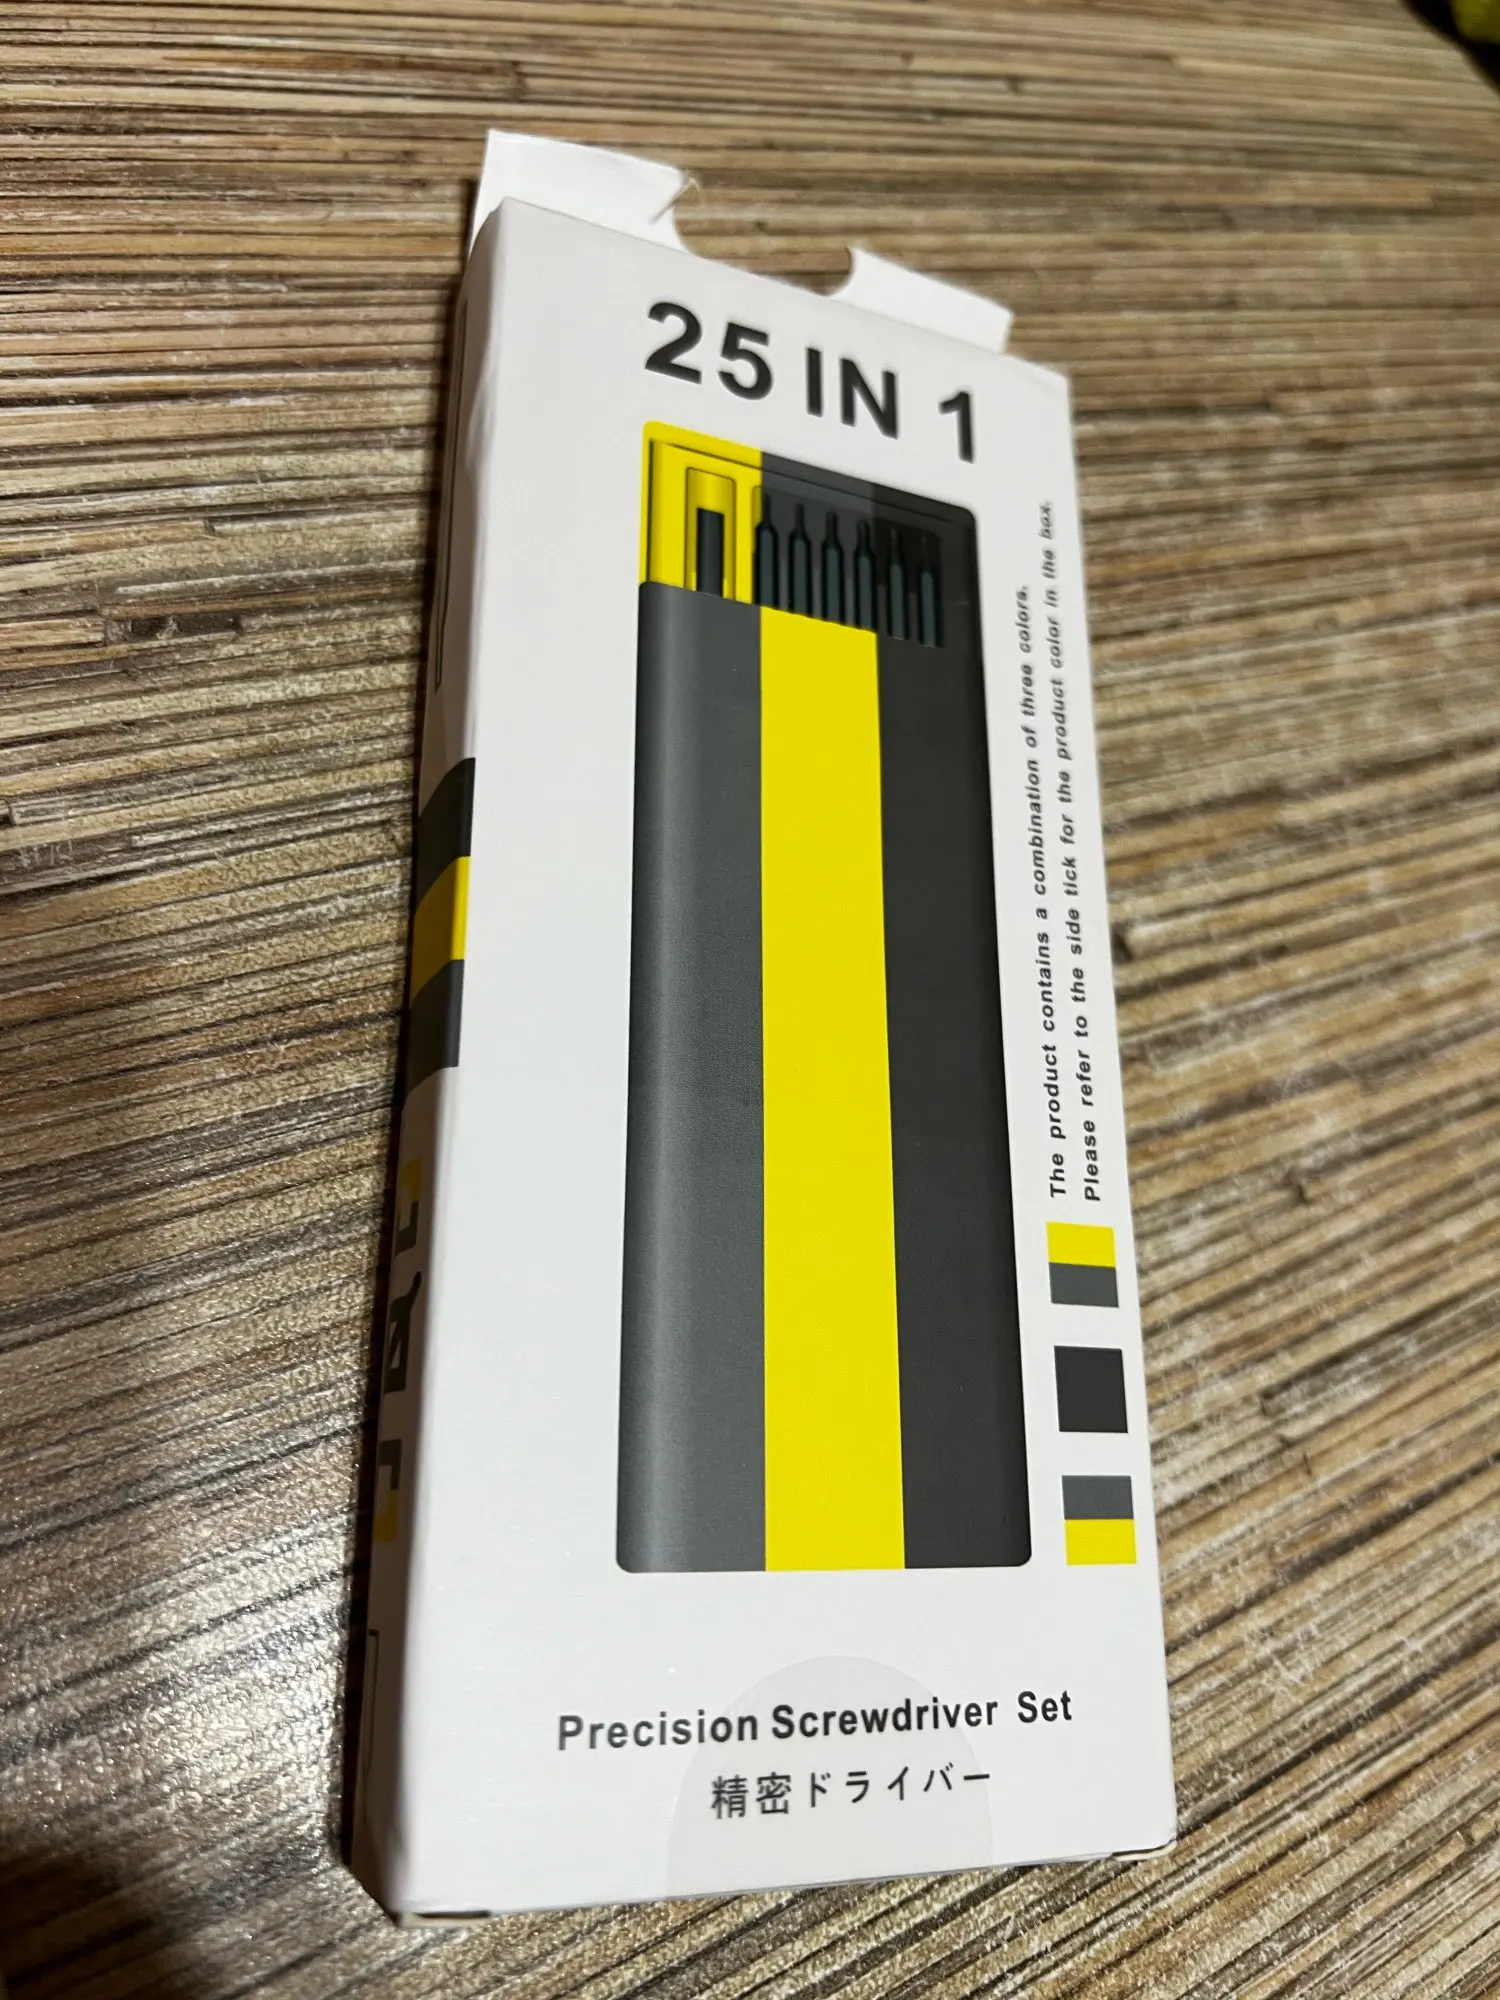 25 IN 1
The product contains a combination of three colors.
Please refer to the side tick for the product color in the box.
Precision Screwdriver Set
精密ドライバー